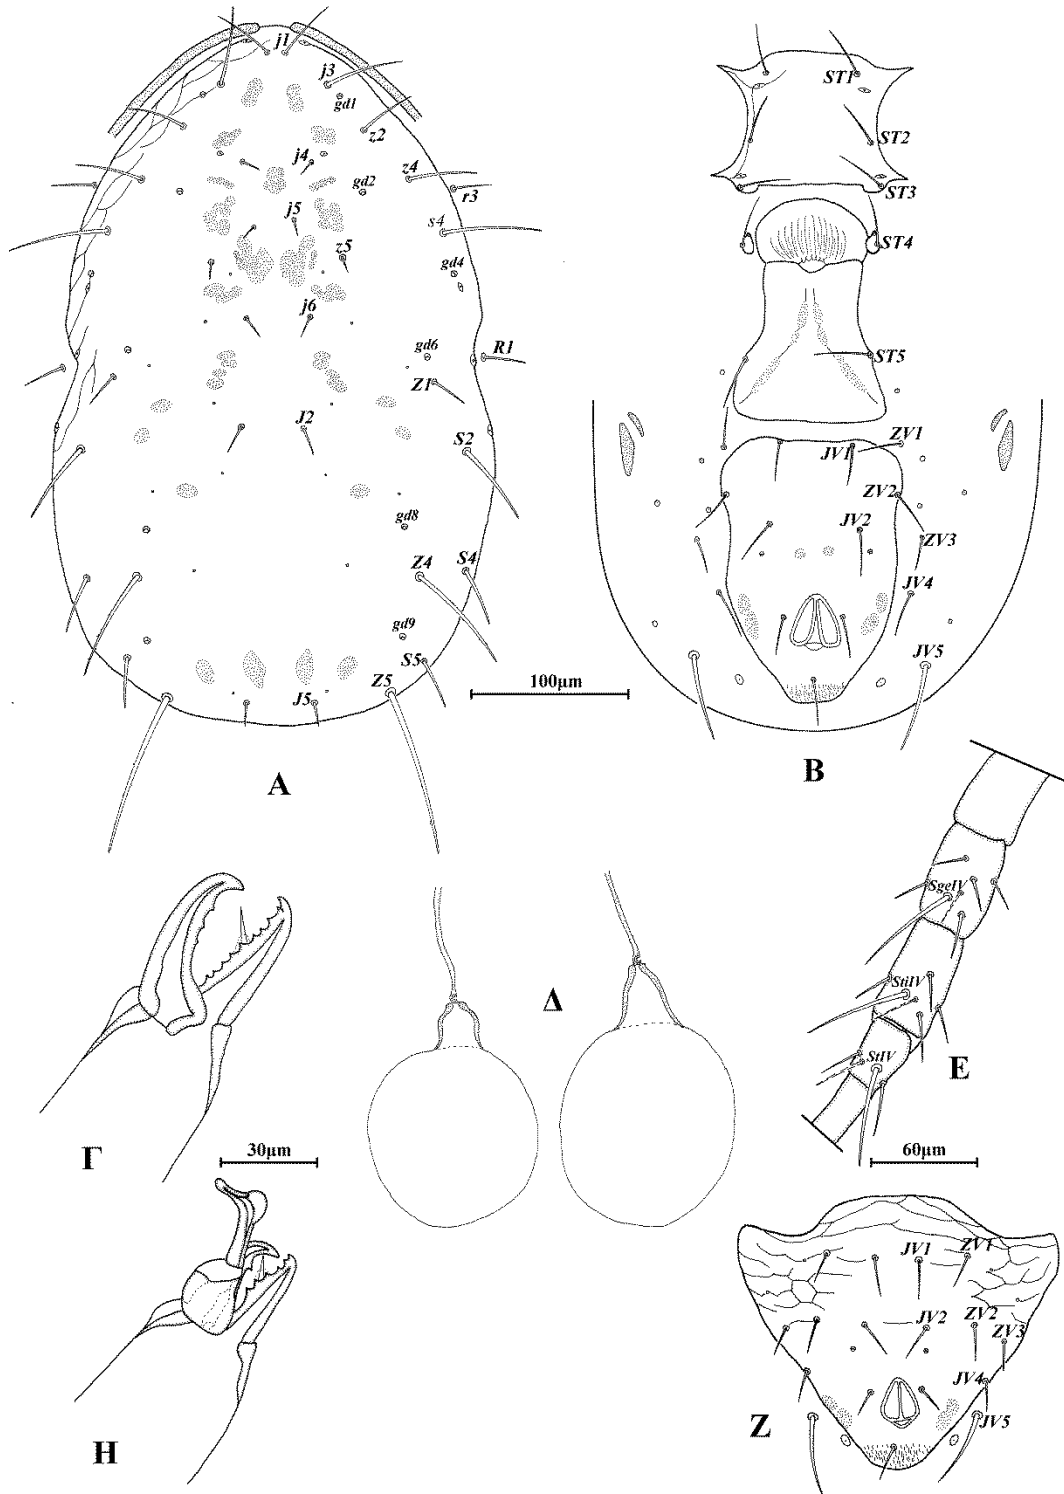 j1
j3
gd1
z2
j4
z4
gd2
r3
j5
s4
z5
gd4
j6
gd6
R1
Z1
J2
S2
gd8
Z4
S4
gd9
S5
Z5
J5
100μm
A
ST1
ST2
ST3
ST4
ST5
ZV1
JV1
ZV2
JV2
ZV3
JV4
JV5
B
SgeIV
StiIV
StIV
E
Γ
Δ
30μm
60μm
H
JV1
ZV1
JV2
ZV2
ZV3
JV4
JV5
Z